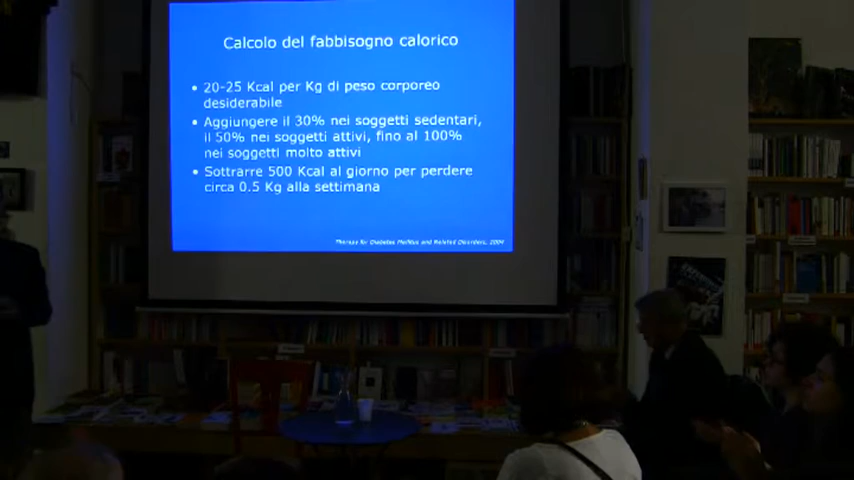 Calcolo del fabbisogno calorico
• 20-25 Kcal per Kg di peso corporeo
desiderabile
• Aggiungere il 30% nei soggetti sedentari,
il 50% nei soggetti attivi, fino al 100%
nei soggetti molto attivi
• Sottrarre 500 Kcal al giorno per perdere
circa 0.5 Kg alla settimana
Therapy for Diabetes Mellitus and Related Disorders, 2004